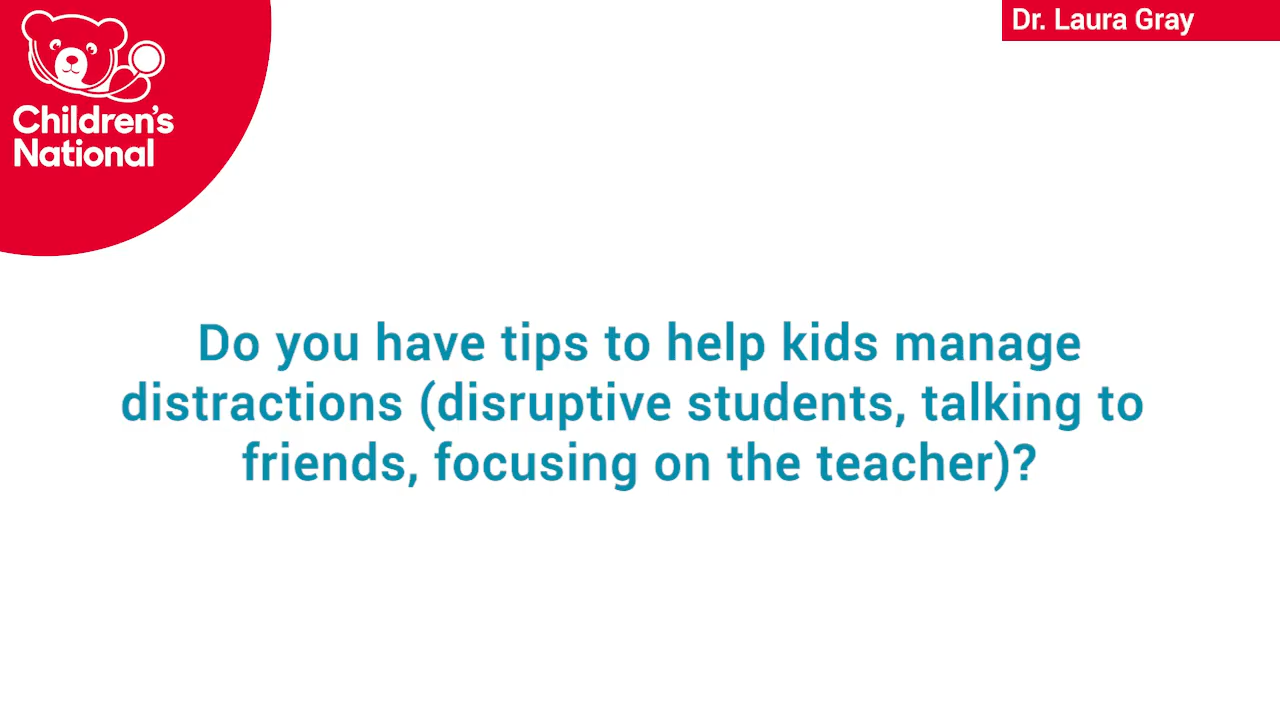 Children's
National
Dr. Laura Gray
Do you have tips to help kids manage
distractions (disruptive students, talking to
friends, focusing on the teacher)?